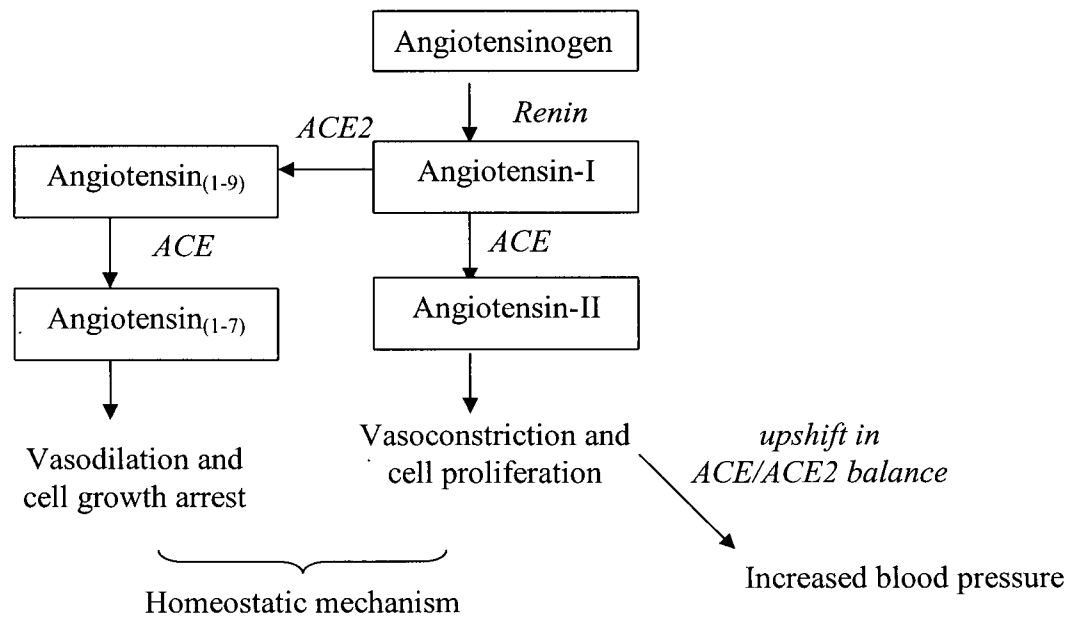 Angiotensinogen
Renin
ACE2
Angiotensin(1-9)
Angiotensin-I
ACE
ACE
Angiotensin(1-7)
Angiotensin-II
Vasodilation and
cell growth arrest
Vasoconstriction and
cell proliferation
upshift in
ACE/ACE2 balance
Increased blood pressure
Homeostatic mechanism